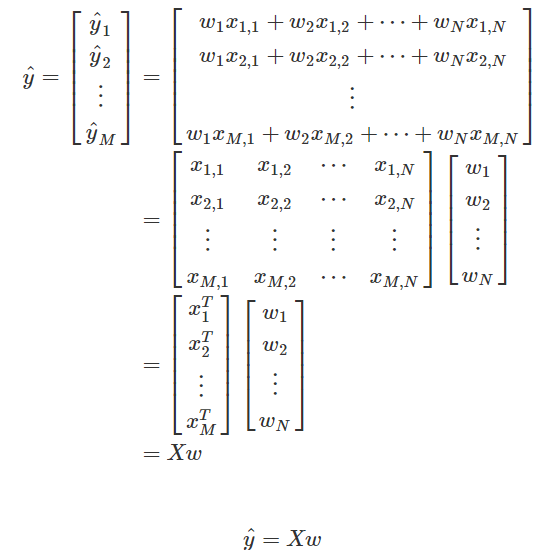 $\hat{y} = \begin{bmatrix} \hat{y}_1 \\ \hat{y}_2 \\ \vdots \\ \hat{y}_M \end{bmatrix} = \begin{bmatrix} w_1 x_{1,1} + w_2 x_{1,2} + \cdots + w_N x_{1,N} \\ w_1 x_{2,1} + w_2 x_{2,2} + \cdots + w_N x_{2,N} \\ \vdots \\ w_1 x_{M,1} + w_2 x_{M,2} + \cdots + w_N x_{M,N} \end{bmatrix}$
$= \begin{bmatrix} x_{1,1} & x_{1,2} & \cdots & x_{1,N} \\ x_{2,1} & x_{2,2} & \cdots & x_{2,N} \\ \vdots & \vdots & \vdots & \vdots \\ x_{M,1} & x_{M,2} & \cdots & x_{M,N} \end{bmatrix} \begin{bmatrix} w_1 \\ w_2 \\ \vdots \\ w_N \end{bmatrix}$
$= \begin{bmatrix} x_1^T \\ x_2^T \\ \vdots \\ x_M^T \end{bmatrix} \begin{bmatrix} w_1 \\ w_2 \\ \vdots \\ w_N \end{bmatrix}$
$= Xw$
$\hat{y} = Xw$